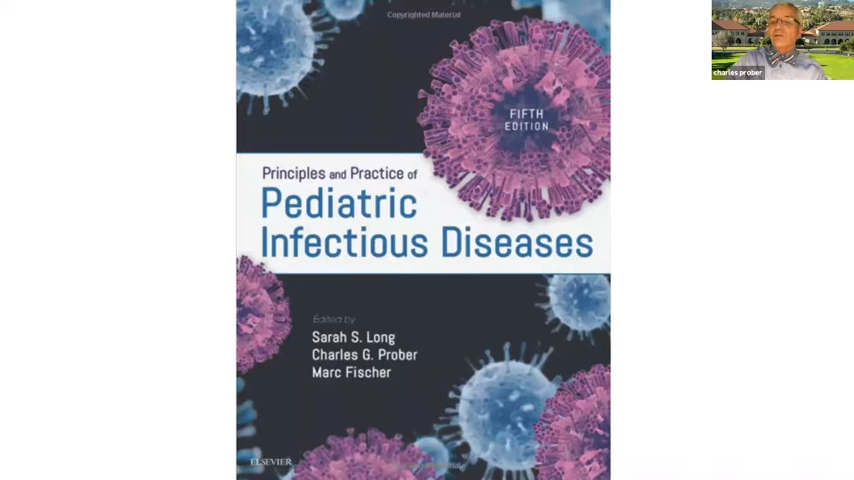 Copyrighted Material
charles prober
FIFTH
EDITION
Principles and Practice of
Pediatric
Infectious Diseases
Edited by
Sarah S. Long
Charles G. Prober
Marc Fischer
ELSEVIER